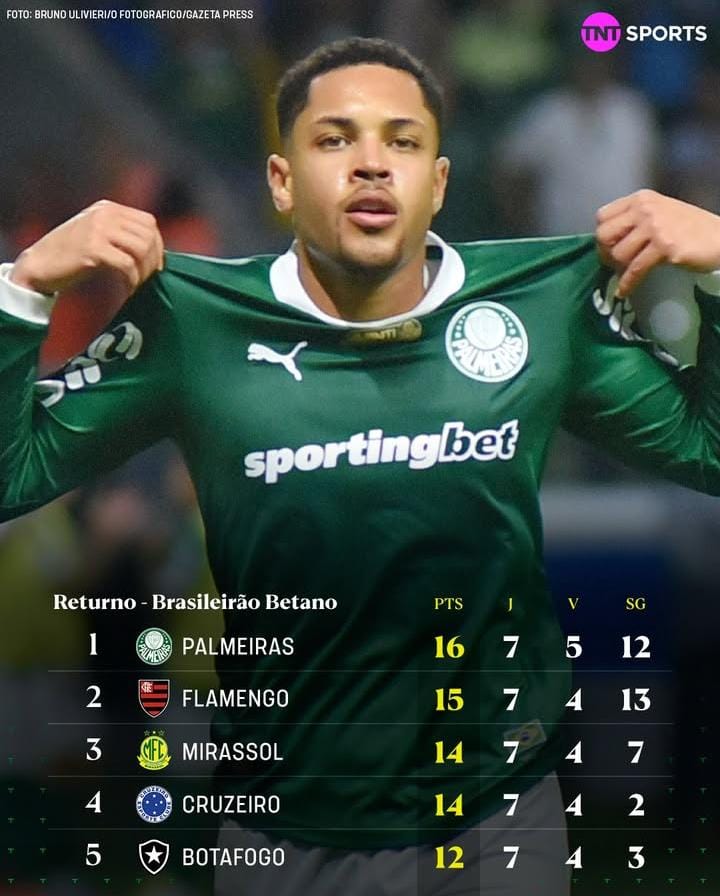 FOTO: BRUNO ULIVIERI/O FOTOGRAFICO/GAZETA PRESS
TNT SPORTS
PALMEIRAS
sportingbet
Returno - Brasileirão Betano PTS J V SG
1 PALMEIRAS PALMEIRAS 16 7 5 12
2 FLAMENGO 15 7 4 13
3 MFC MIRASSOL 14 7 4 7
4 CRUZEIRO 14 7 4 2
5 BOTAFOGO 12 7 4 3